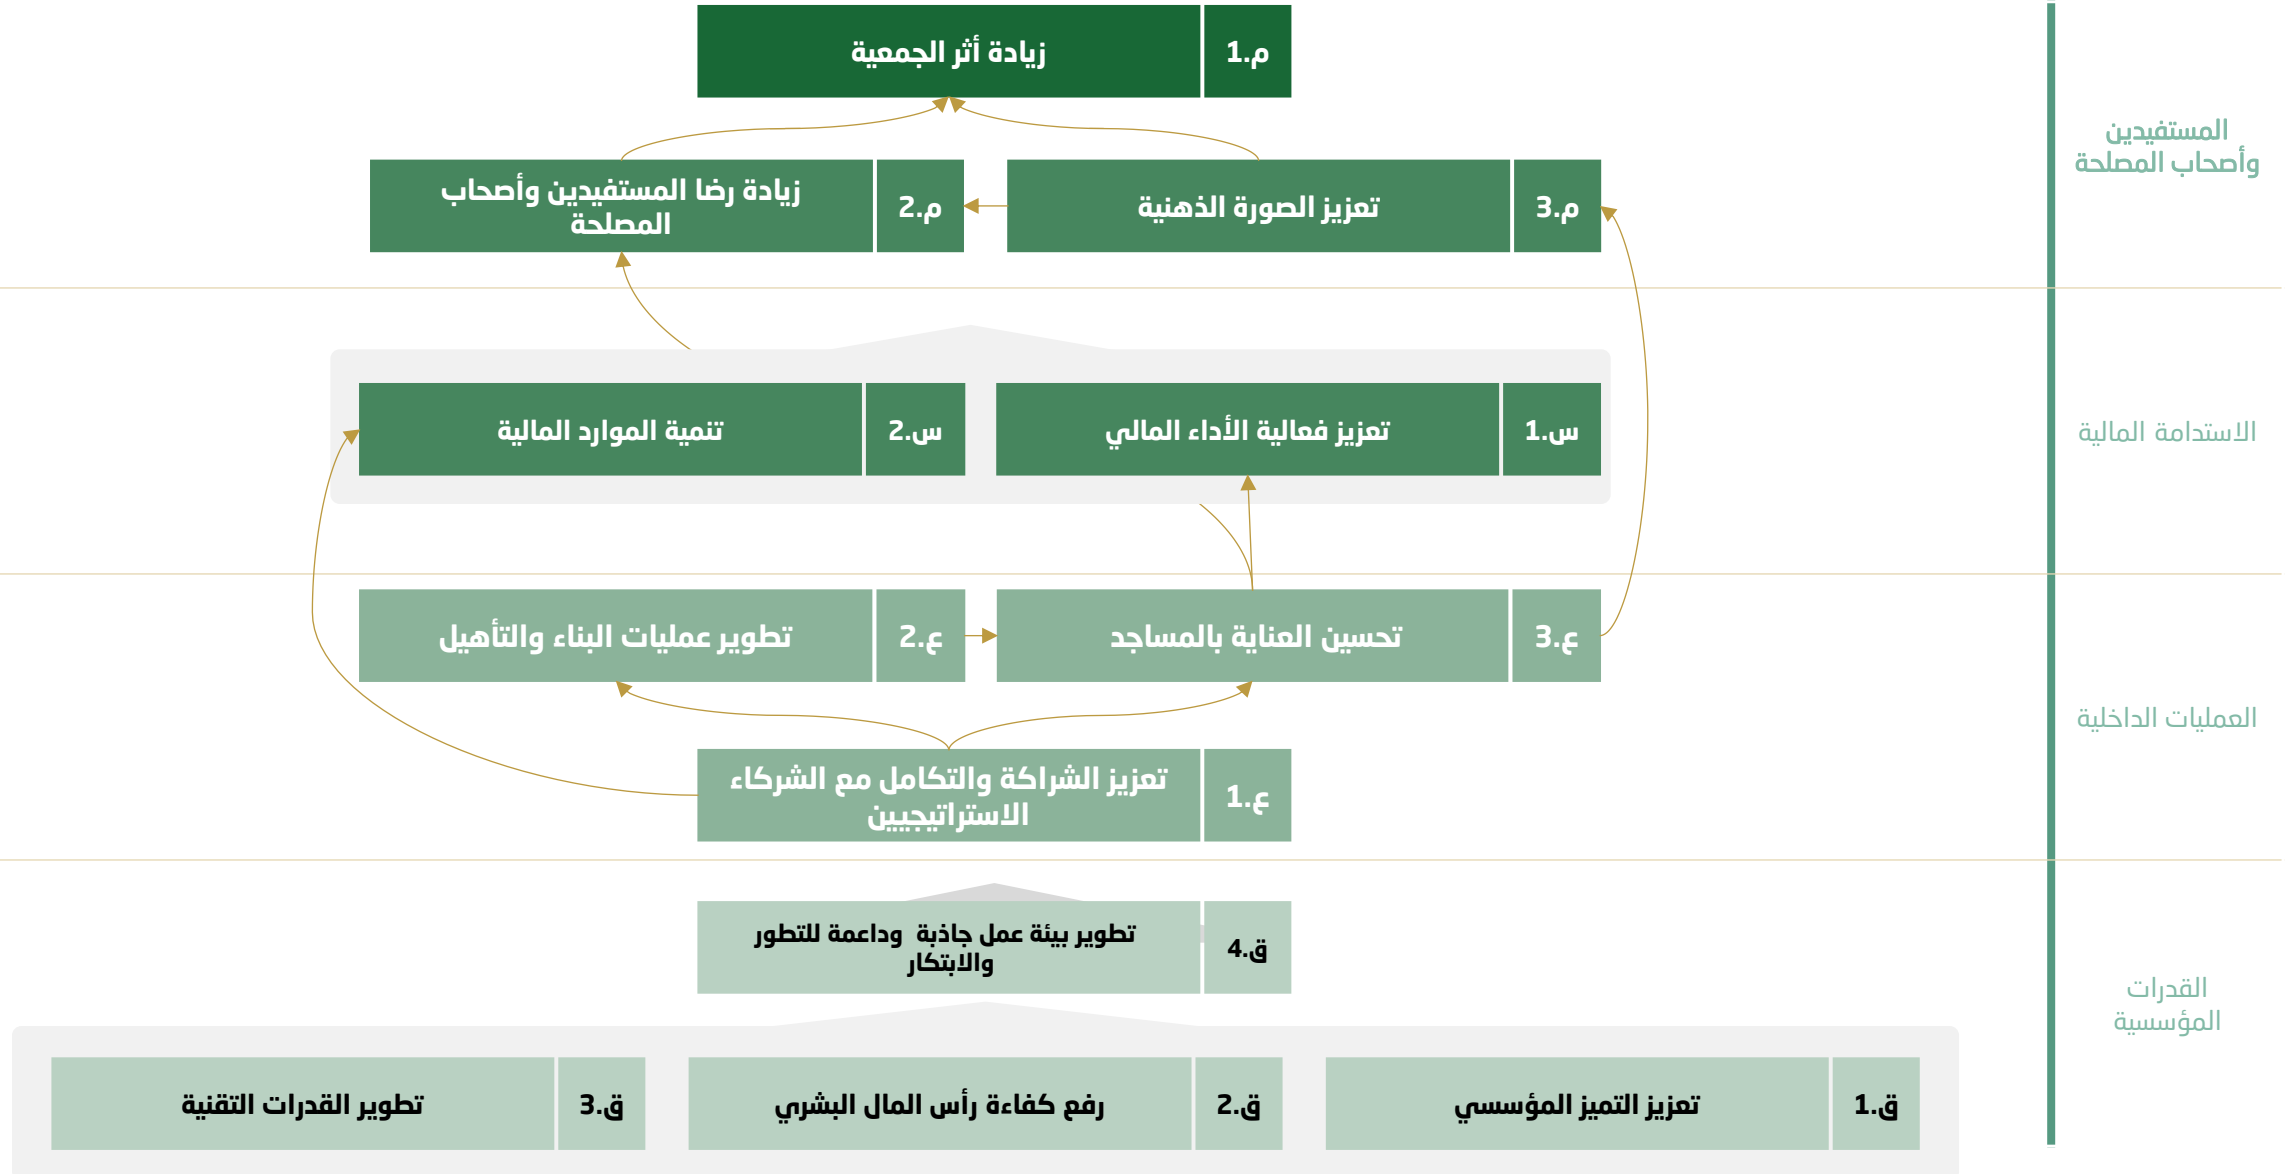 المستفيدين
وأصحاب المصلحة
م.1
زيادة أثر الجمعية
م.3
تعزيز الصورة الذهنية
م.2
زيادة رضا المستفيدين وأصحاب
المصلحة
الاستدامة المالية
س.1
تعزيز فعالية الأداء المالي
س.2
تنمية الموارد المالية
العمليات الداخلية
ع.3
تحسين العناية بالمساجد
ع.2
تطوير عمليات البناء والتأهيل
ع.1
تعزيز الشراكة والتكامل مع الشركاء
الاستراتيجيين
القدرات
المؤسسية
ق.4
تطوير بيئة عمل جاذبة وداعمة للتطور
والابتكار
ق.1
تعزيز التميز المؤسسي
ق.2
رفع كفاءة رأس المال البشري
ق.3
تطوير القدرات التقنية